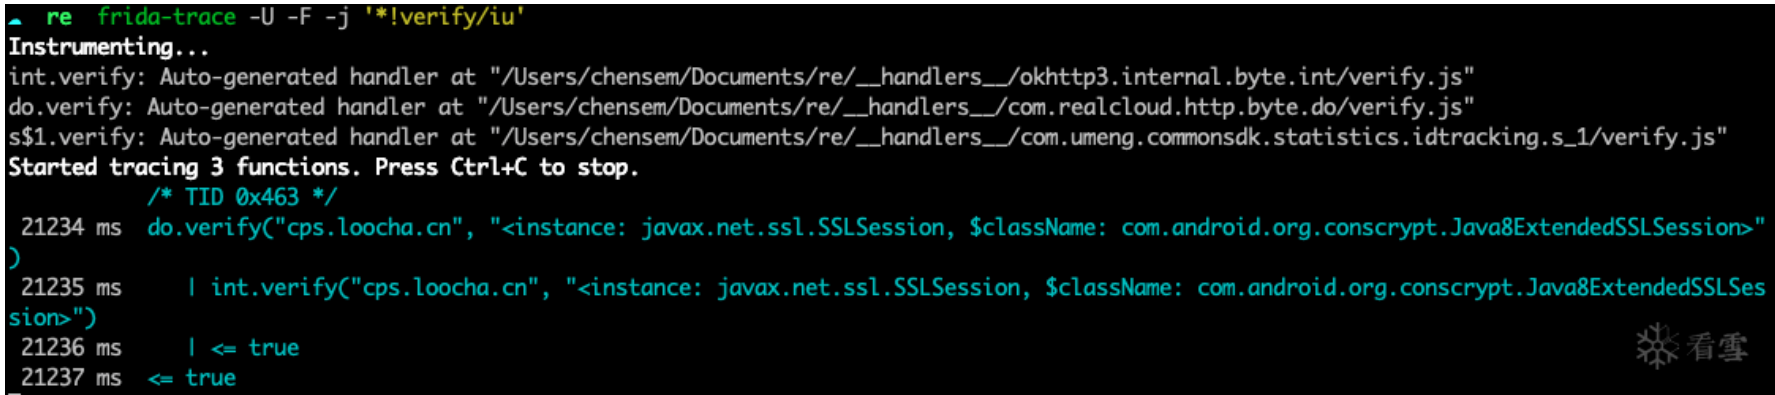 re frida-trace -U -F -j '*!verify/iu'
Instrumenting...
int.verify: Auto-generated handler at "/Users/chensem/Documents/re/__handlers__/okhttp3.internal.byte.int/verify.js"
do.verify: Auto-generated handler at "/Users/chensem/Documents/re/__handlers__/com.realcloud.http.byte.do/verify.js"
s$1.verify: Auto-generated handler at "/Users/chensem/Documents/re/__handlers__/com.umeng.commonsdk.statistics.idtracking.s_1/verify.js"
Started tracing 3 functions. Press Ctrl+C to stop.
/* TID 0x463 */
21234 ms do.verify("cps.loocha.cn", "<instance: javax.net.ssl.SSLSession, $className: com.android.org.conscrypt.Java8ExtendedSSLSession>"
)
21235 ms | int.verify("cps.loocha.cn", "<instance: javax.net.ssl.SSLSession, $className: com.android.org.conscrypt.Java8ExtendedSSLSes
sion>")
21236 ms | <= true
21237 ms <= true
看雪